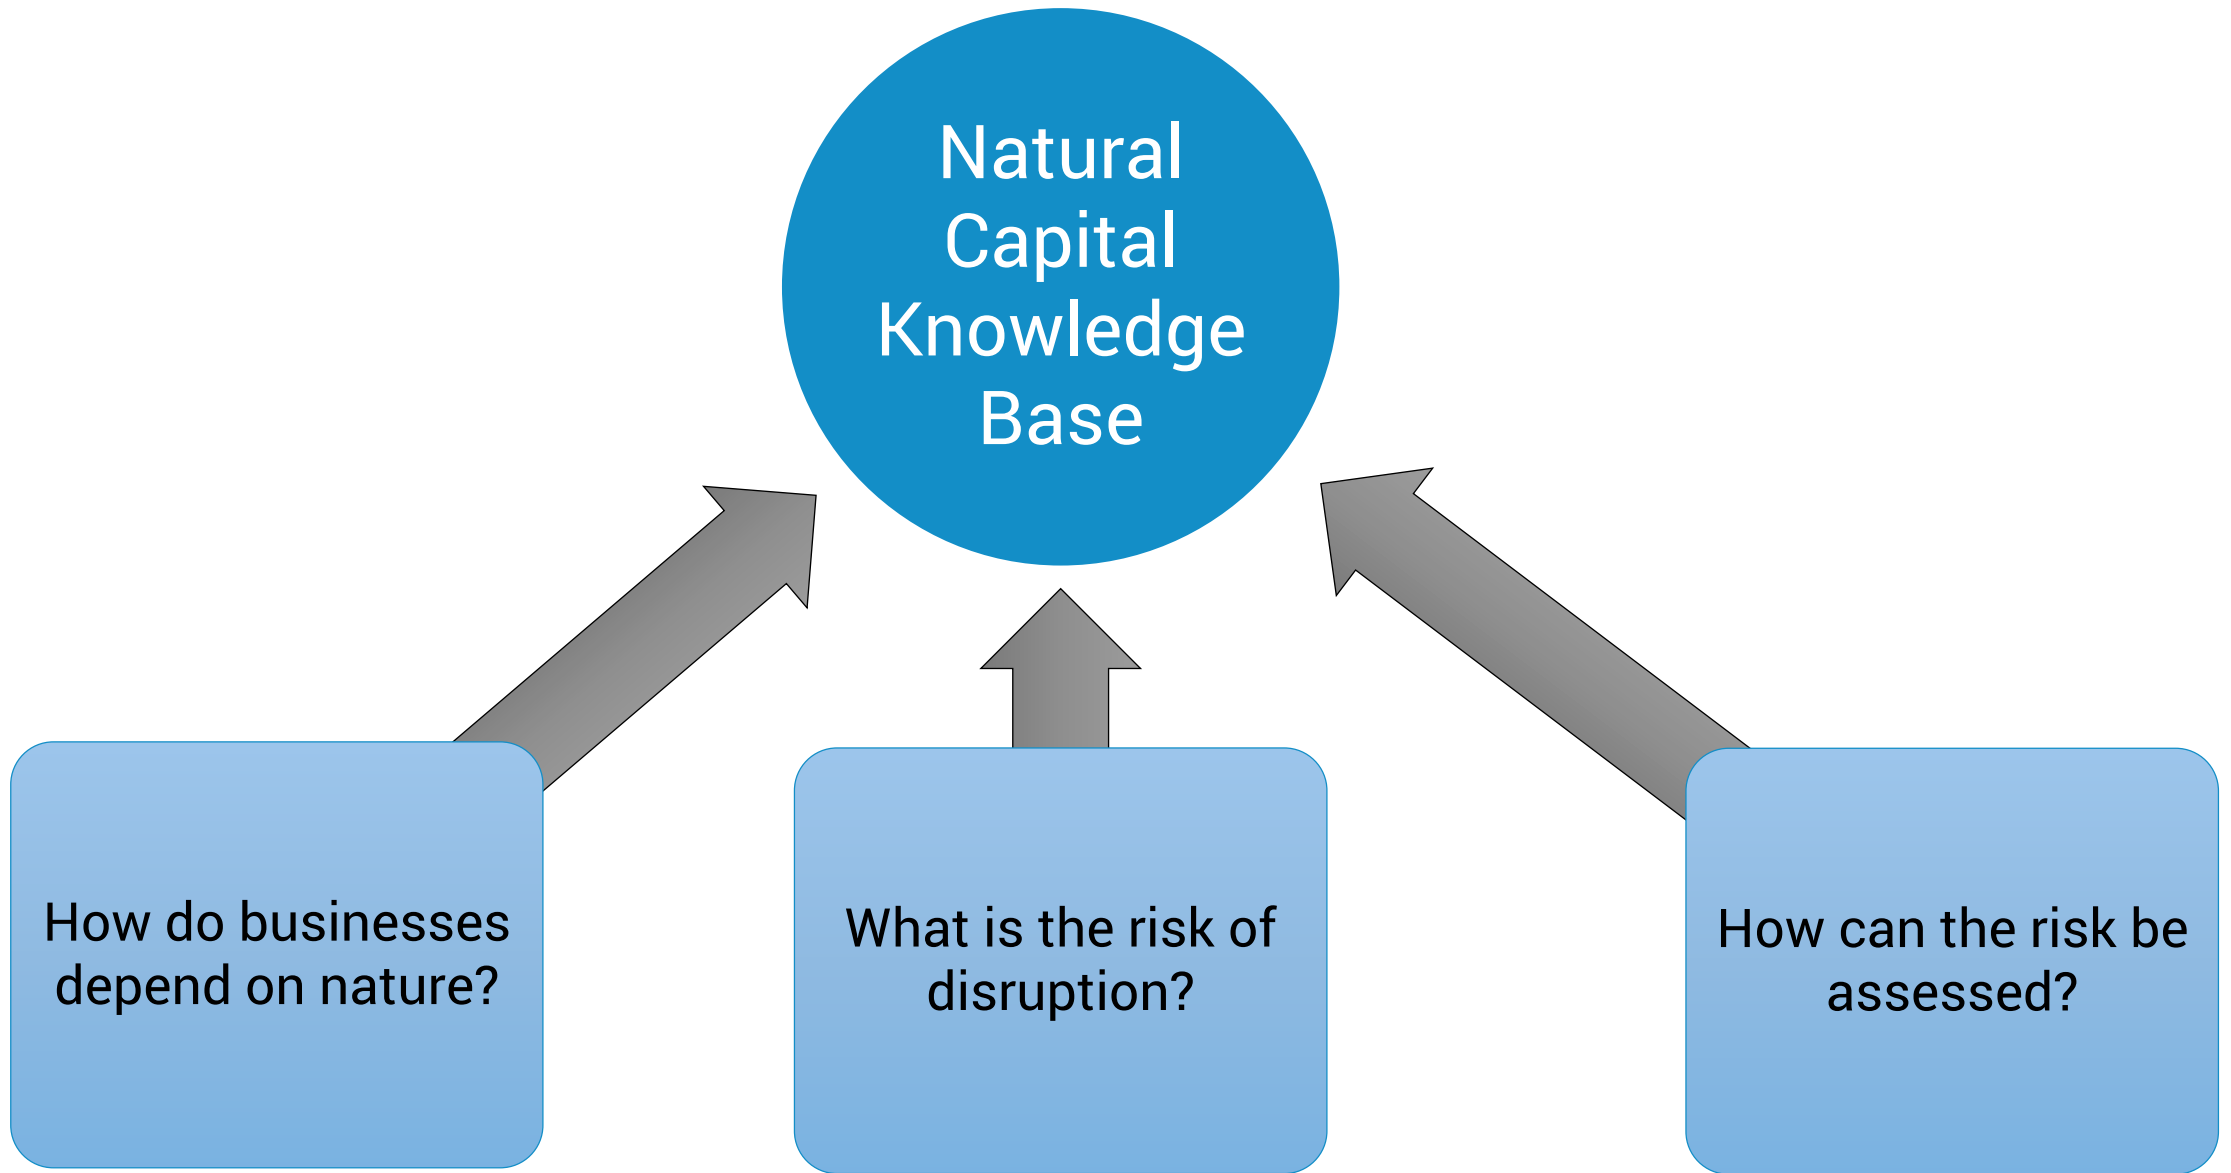 Natural
Capital
Knowledge
Base
How do businesses
depend on nature?
What is the risk of
disruption?
How can the risk be
assessed?